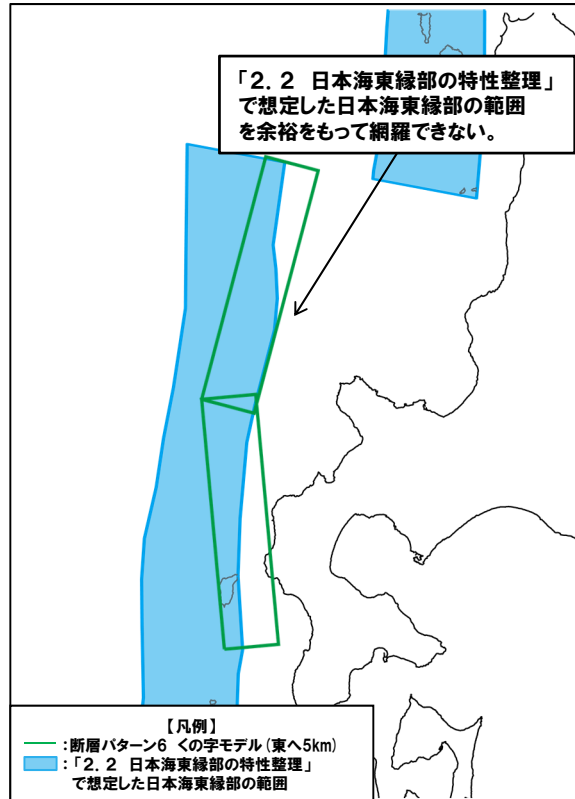 「2.2　日本海東縁部の特性整理」
で想定した日本海東縁部の範囲
を余裕をもって網羅できない。
【凡例】
:断層パターン6　くの字モデル(東へ5km)
:「2.2　日本海東縁部の特性整理」
で想定した日本海東縁部の範囲